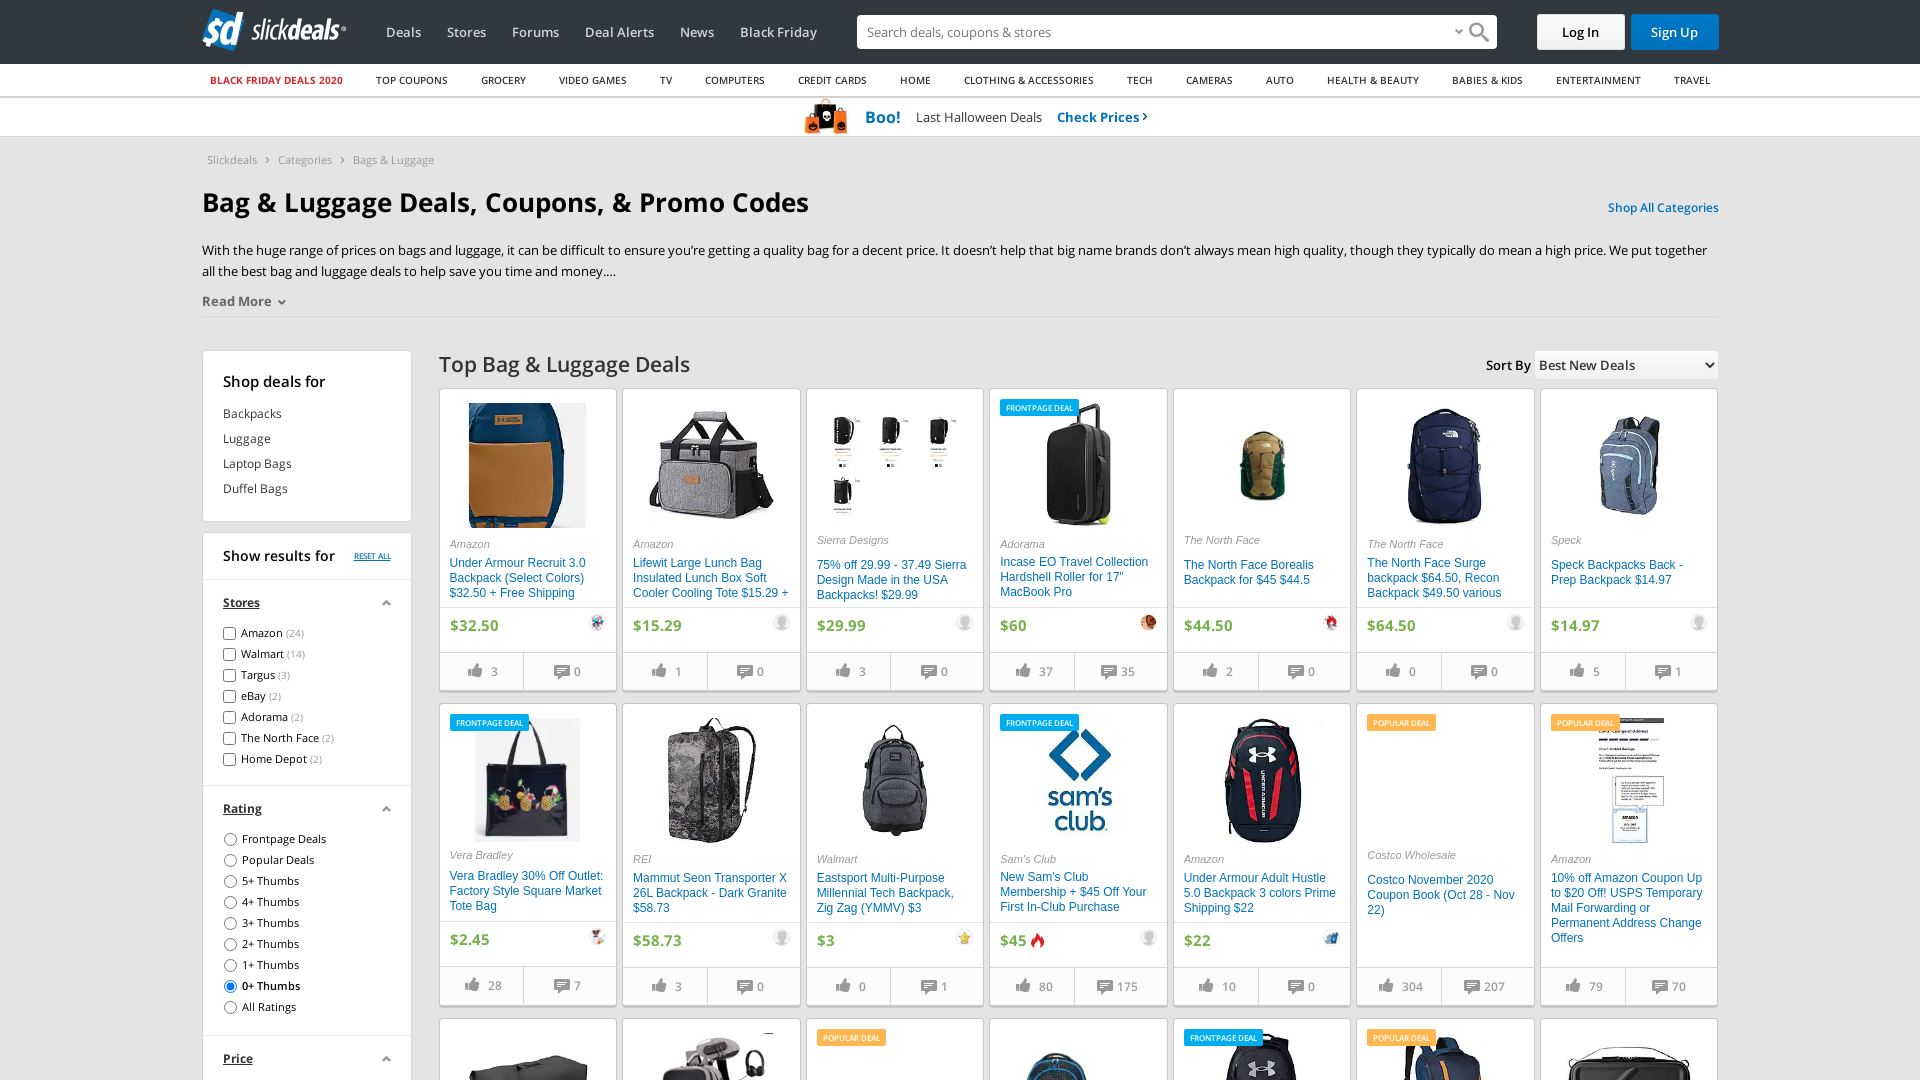 sd slickdeals
Deals
Stores
Forums
Deal Alerts
News
Black Friday
Search deals, coupons & stores
Log In
Sign Up
BLACK FRIDAY DEALS 2020
TOP COUPONS
GROCERY
VIDEO GAMES
TV
COMPUTERS
CREDIT CARDS
HOME
CLOTHING & ACCESSORIES
TECH
CAMERAS
AUTO
HEALTH & BEAUTY
BABIES & KIDS
ENTERTAINMENT
TRAVEL
Boo! Last Halloween Deals Check Prices
Slickdeals
Categories
Bags & Luggage
Bag & Luggage Deals, Coupons, & Promo Codes
Shop All Categories
With the huge range of prices on bags and luggage, it can be difficult to ensure you’re getting a quality bag for a decent price. It doesn’t help that big name brands don’t always mean high quality, though they typically do mean a high price. We put together
all the best bag and luggage deals to help save you time and money....
Read More
Shop deals for
Backpacks
Luggage
Laptop Bags
Duffel Bags
Show results for
RESET ALL
Stores
Amazon (24)
Walmart (14)
Targus (3)
eBay (2)
Adorama (2)
The North Face (2)
Home Depot (2)
Rating
Frontpage Deals
Popular Deals
5+ Thumbs
4+ Thumbs
3+ Thumbs
2+ Thumbs
1+ Thumbs
0+ Thumbs
All Ratings
Price
Top Bag & Luggage Deals
Sort By
Best New Deals
Amazon
Under Armour Recruit 3.0
Backpack (Select Colors)
$32.50 + Free Shipping
$32.50
3
0
Amazon
Lifewit Large Lunch Bag
Insulated Lunch Box Soft
Cooler Cooling Tote $15.29 +
$15.29
1
0
Sierra Designs
75% off 29.99 - 37.49 Sierra
Design Made in the USA
Backpacks! $29.99
$29.99
3
0
FRONTPAGE DEAL
Adorama
Incase EO Travel Collection
Hardshell Roller for 17"
MacBook Pro
$60
37
35
The North Face
The North Face Borealis
Backpack for $45 $44.5
$44.50
2
0
The North Face
The North Face Surge
backpack $64.50, Recon
Backpack $49.50 various
$64.50
0
0
Speck
Speck Backpacks Back -
Prep Backpack $14.97
$14.97
5
1
FRONTPAGE DEAL
Vera Bradley
Vera Bradley 30% Off Outlet:
Factory Style Square Market
Tote Bag
$2.45
28
7
REI
Mammut Seon Transporter X
26L Backpack - Dark Granite
$58.73
$58.73
3
0
Walmart
Eastsport Multi-Purpose
Millennial Tech Backpack,
Zig Zag (YMMV) $3
$3
0
1
FRONTPAGE DEAL
sam's
club
Sam's Club
New Sam's Club
Membership + $45 Off Your
First In-Club Purchase
$45
80
175
UNDER ARMOUR
Amazon
Under Armour Adult Hustle
5.0 Backpack 3 colors Prime
Shipping $22
$22
10
0
POPULAR DEAL
Costco Wholesale
Costco November 2020
Coupon Book (Oct 28 - Nov
22)
304
207
POPULAR DEAL
Amazon
10% off Amazon Coupon Up
to $20 Off! USPS Temporary
Mail Forwarding or
Permanent Address Change
Offers
79
70
POPULAR DEAL
FRONTPAGE DEAL
POPULAR DEAL